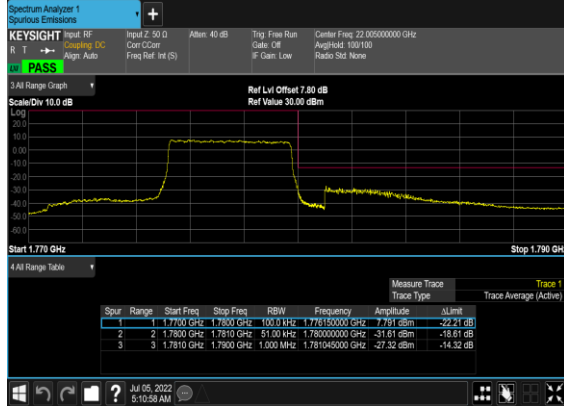 Spectrum Analyzer 1
Spurious Emissions
KEYSIGHT Input: RF Input Z: 50 Ω Atten: 40 dB Trig: Free Run Center Freq: 22.005000000 GHz
R T Coupling: DC Corr CCorr Gate: Off Avg|Hold: 100/100
Align: Auto Freq Ref: Int (S) IF Gain: Low Radio Std: None
PASS
3 All Range Graph
Ref Lvl Offset 7.80 dB
Scale/Div 10.0 dB Ref Value 30.00 dBm
Log
20.0
10.0
0.00
-10.0
-20.0
-30.0
-40.0
-50.0
-60.0
Start 1.770 GHz Stop 1.790 GH
4 All Range Table
Measure Trace Trace 1
Trace Type Trace Average (Active)
Spur Range Start Freq Stop Freq RBW Frequency Amplitude ΔLimit
1 1 1.7700 GHz 1.7800 GHz 100.0 kHz 1.776150000 GHz 7.791 dBm -22.21 dB
2 2 1.7800 GHz 1.7810 GHz 51.00 kHz 1.780000000 GHz -31.61 dBm -18.61 dB
3 3 1.7810 GHz 1.7900 GHz 1.000 MHz 1.781045000 GHz -27.32 dBm -14.32 dB
Jul 05, 2022
5:10:58 AM